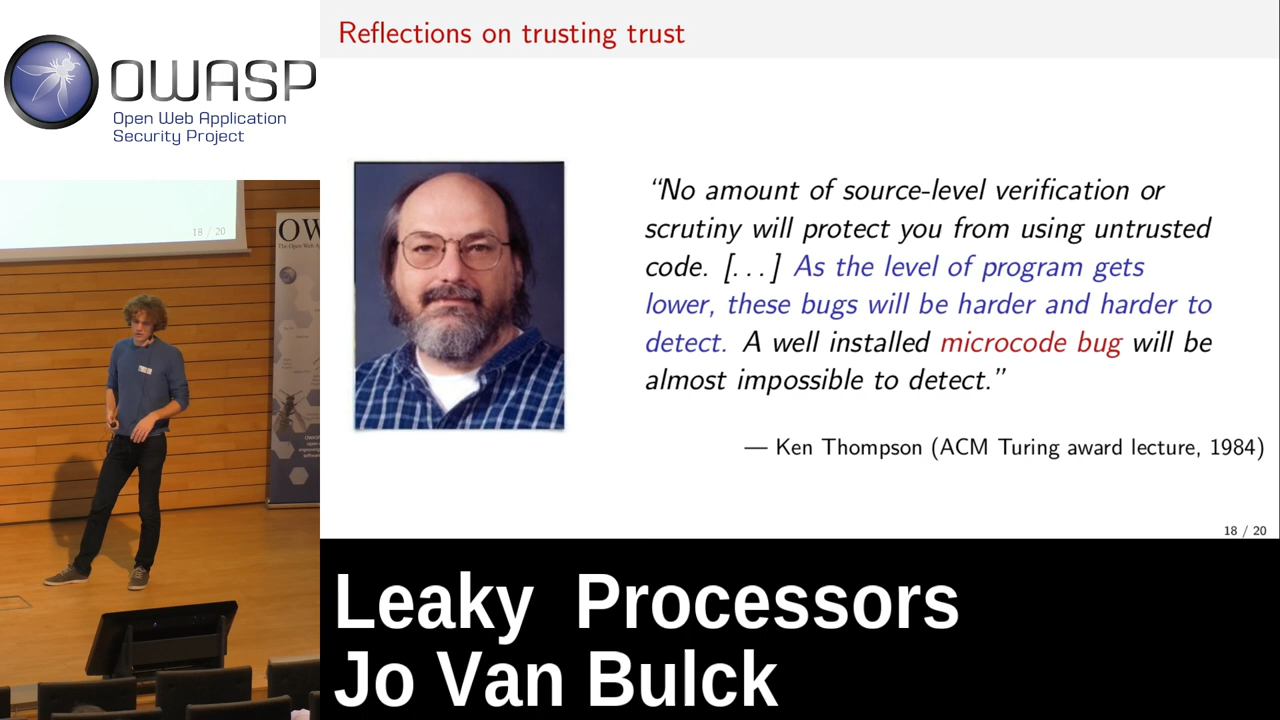 OWASP
Open Web Application
Security Project
18 / 20
OW
Reflections on trusting trust
“No amount of source-level verification or
scrutiny will protect you from using untrusted
code. [...] As the level of program gets
lower, these bugs will be harder and harder to
detect. A well installed microcode bug will be
almost impossible to detect.”
— Ken Thompson (ACM Turing award lecture, 1984)
18 / 20
Leaky Processors
Jo Van Bulck